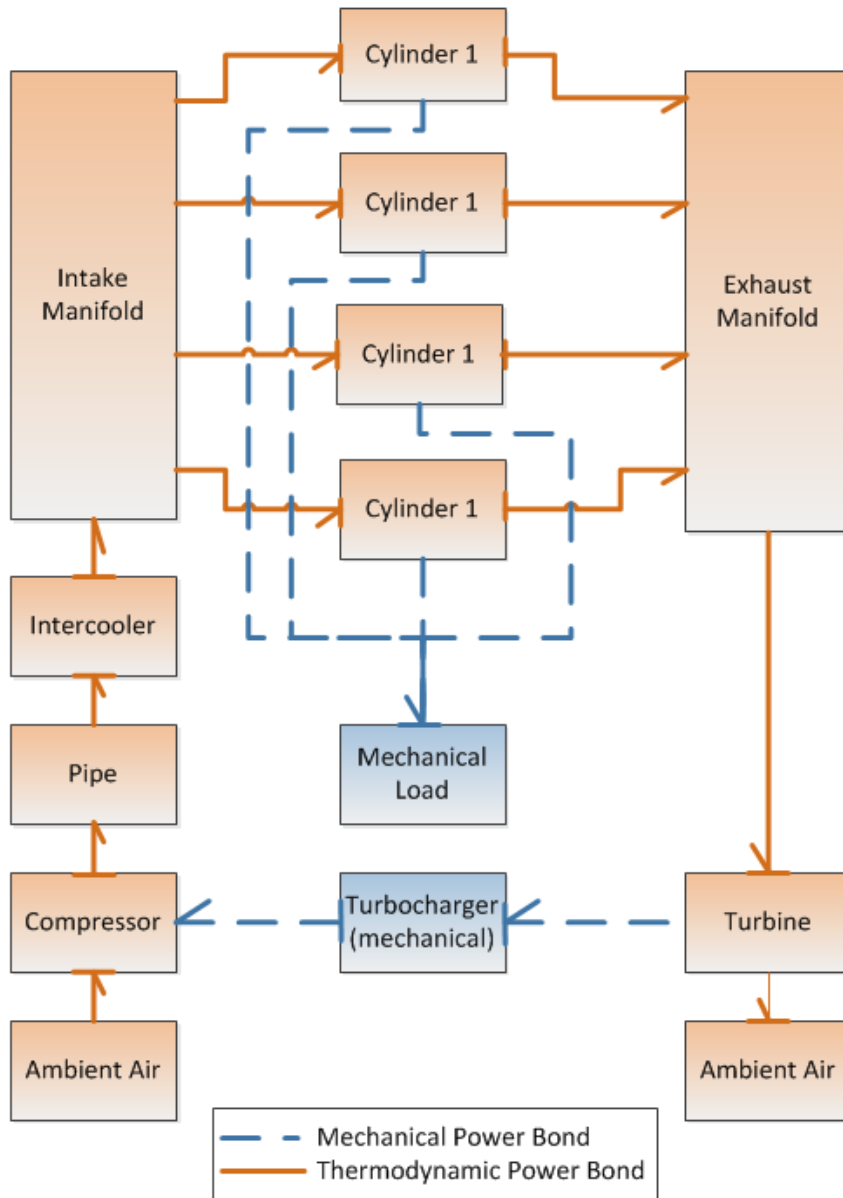 Cylinder 1
Intake
Manifold
Cylinder 1
Exhaust
Manifold
Cylinder 1
Cylinder 1
Intercooler
Pipe
Mechanical
Load
Compressor
Turbocharger
(mechanical)
Turbine
Ambient Air
Ambient Air
Mechanical Power Bond
Thermodynamic Power Bond